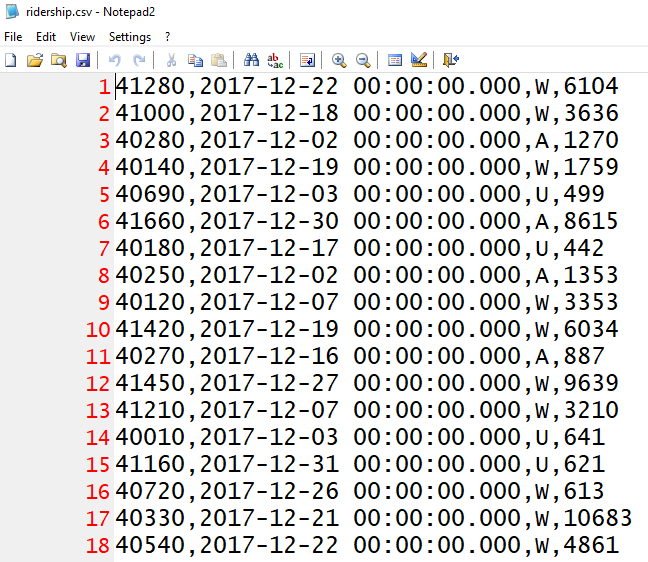 ridership.csv - Notepad2
File Edit View Settings ?
1 41280,2017-12-22 00:00:00.000,W,6104
2 41000,2017-12-18 00:00:00.000,W,3636
3 40280,2017-12-02 00:00:00.000,A,1270
4 40140,2017-12-19 00:00:00.000,W,1759
5 40690,2017-12-03 00:00:00.000,U,499
6 41660,2017-12-30 00:00:00.000,A,8615
7 40180,2017-12-17 00:00:00.000,U,442
8 40250,2017-12-02 00:00:00.000,A,1353
9 40120,2017-12-07 00:00:00.000,W,3353
10 41420,2017-12-19 00:00:00.000,W,6034
11 40270,2017-12-16 00:00:00.000,A,887
12 41450,2017-12-27 00:00:00.000,W,9639
13 41210,2017-12-07 00:00:00.000,W,3210
14 40010,2017-12-03 00:00:00.000,U,641
15 41160,2017-12-31 00:00:00.000,U,621
16 40720,2017-12-26 00:00:00.000,W,613
17 40330,2017-12-21 00:00:00.000,W,10683
18 40540,2017-12-22 00:00:00.000,W,4861